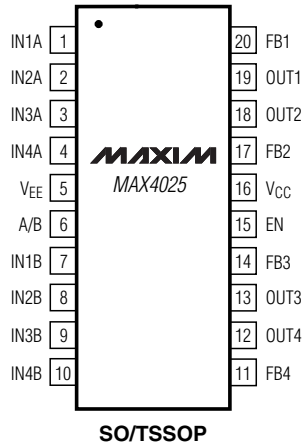 IN1A 1 20 FB1
IN2A 2 19 OUT1
IN3A 3 18 OUT2
IN4A 4 MAXIM 17 FB2
VEE 5 MAX4025 16 VCC
A/B 6 15 EN
IN1B 7 14 FB3
IN2B 8 13 OUT3
IN3B 9 12 OUT4
IN4B 10 11 FB4
SO/TSSOP